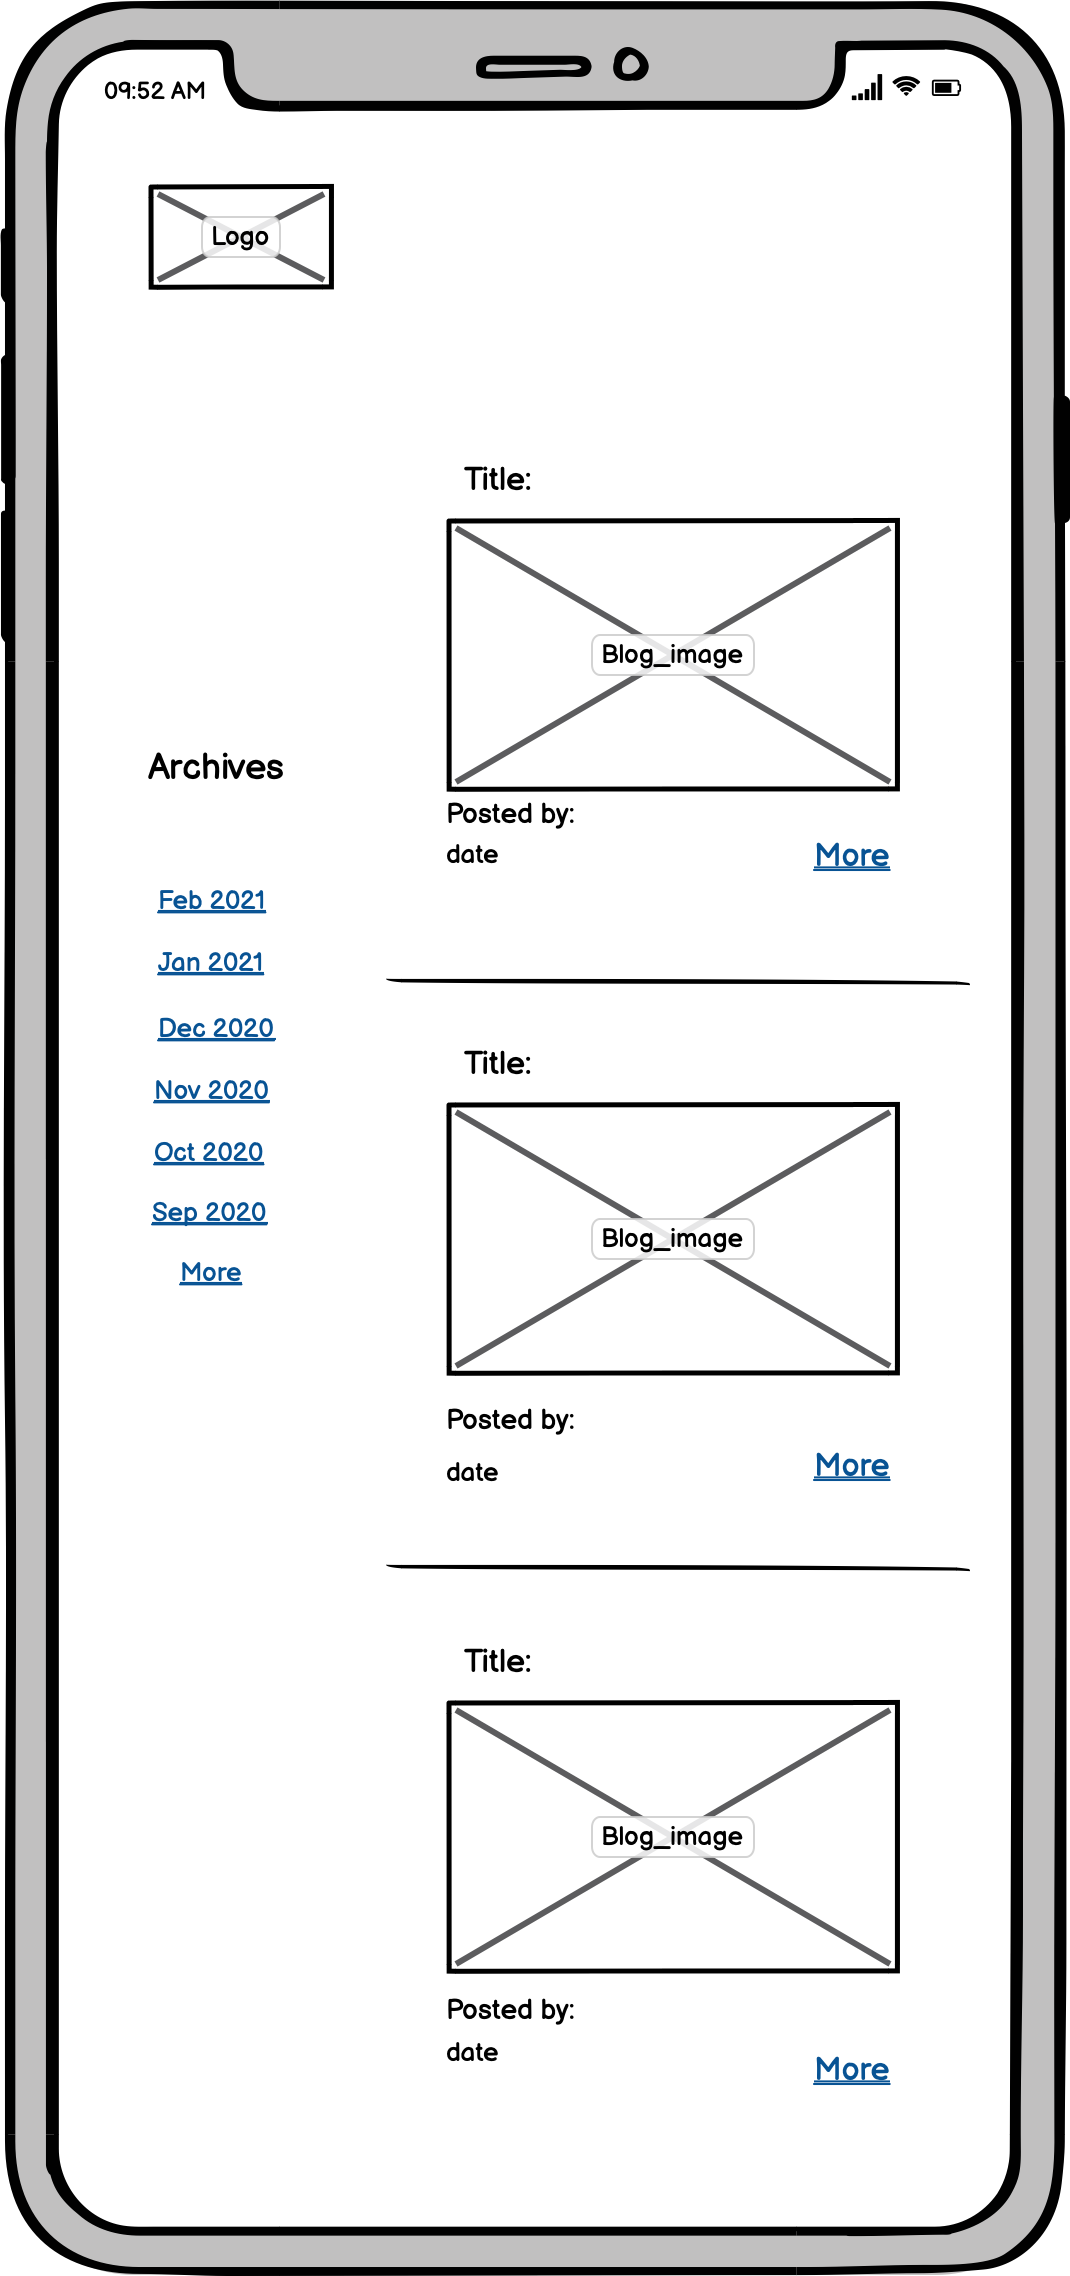 09:52 AM
Logo
Title:
Blog_image
Posted by:
date
More
Archives
Feb 2021
Jan 2021
Dec 2020
Nov 2020
Oct 2020
Sep 2020
More
Title:
Blog_image
Posted by:
date
More
Title:
Blog_image
Posted by:
date
More